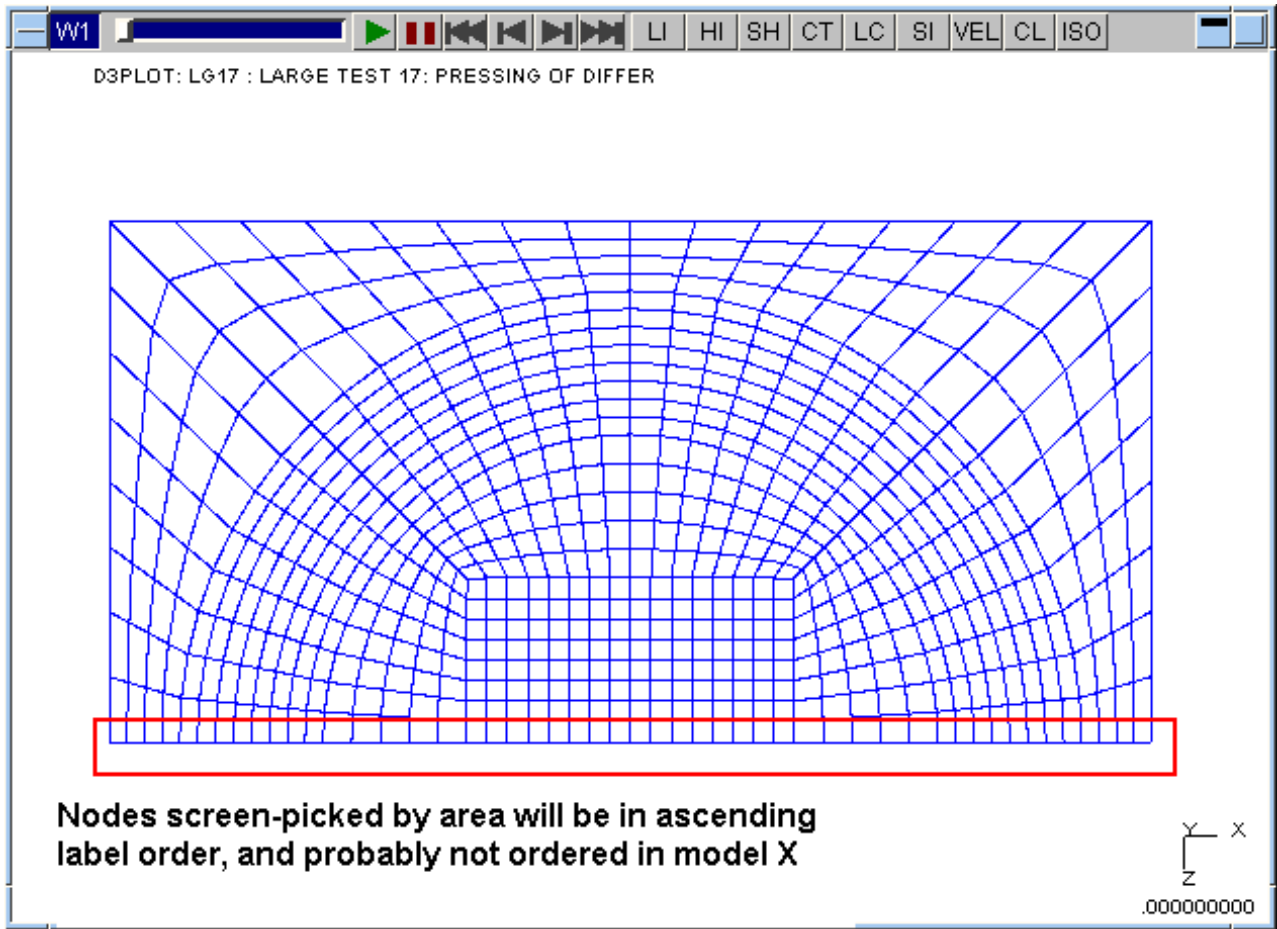 W1 LI HI SH CT LC SI VEL CL ISO
D3PLOT: LG17 : LARGE TEST 17: PRESSING OF DIFFER
Nodes screen-picked by area will be in ascending
label order, and probably not ordered in model X
Y X
Z
.000000000